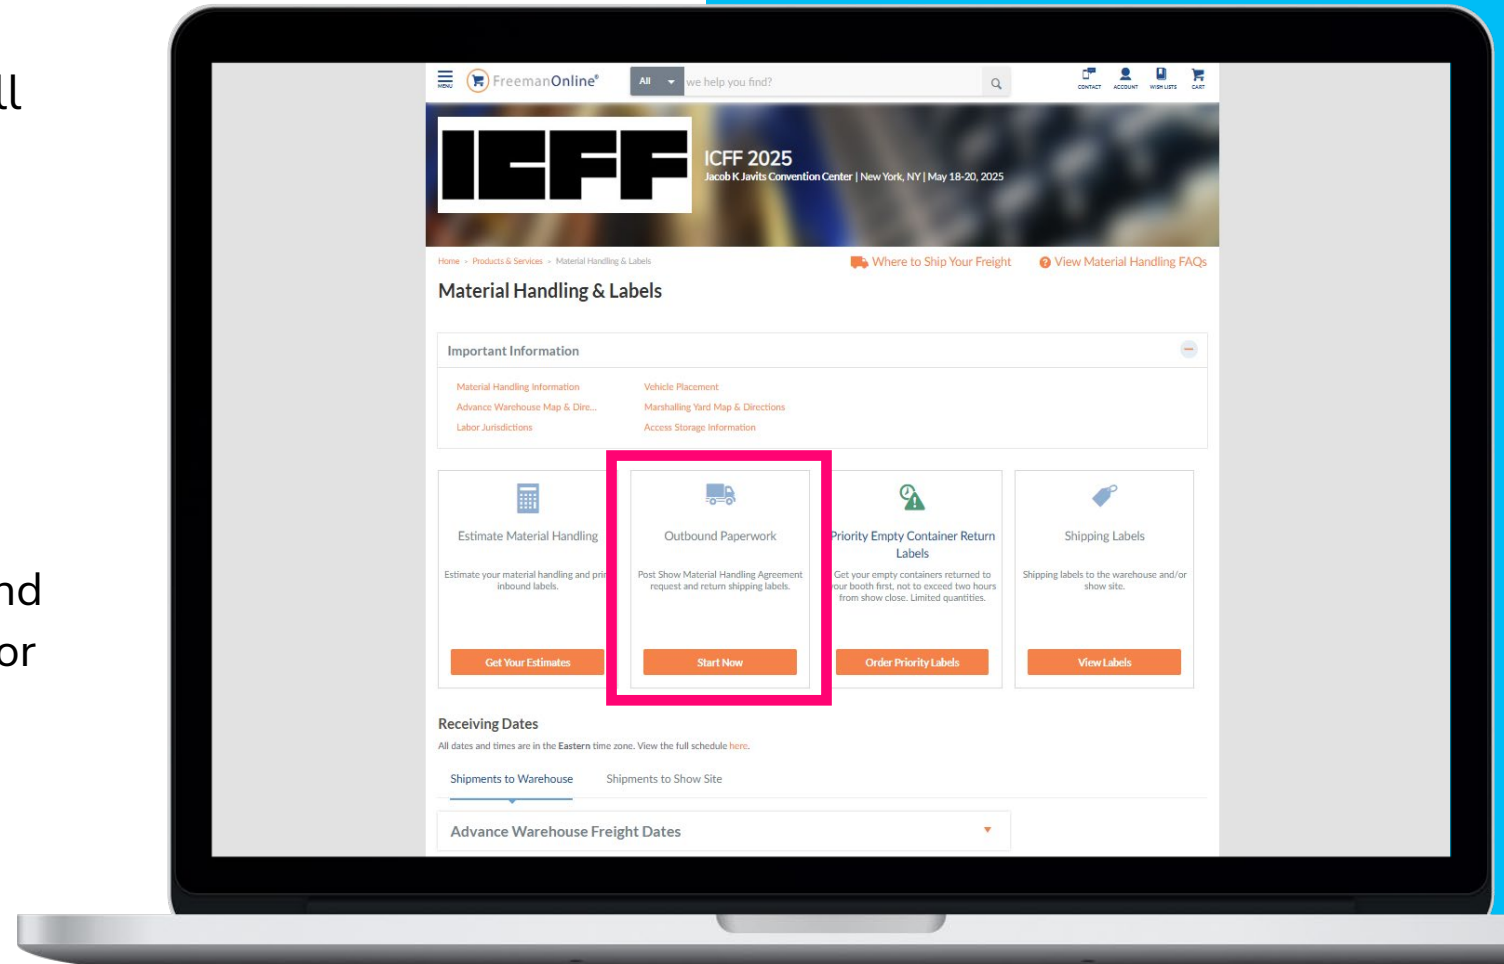 ll
nd
or
MENU
FreemanOnline®
All
we help you find?
CONTACT
ACCOUNT
WISH LISTS
CART
ICFF
ICFF 2025
Jacob K Javits Convention Center | New York, NY | May 18-20, 2025
Home
Products & Services
Material Handling & Labels
Where to Ship Your Freight
View Material Handling FAQs
Material Handling & Labels
Important Information
Material Handling Information
Vehicle Placement
Advance Warehouse Map & Dire...
Marshalling Yard Map & Directions
Labor Jurisdictions
Access Storage Information
Estimate Material Handling
Estimate your material handling and prin
inbound labels.
Get Your Estimates
Outbound Paperwork
Post Show Material Handling Agreement
request and return shipping labels.
Start Now
Priority Empty Container Return
Labels
Get your empty containers returned to
your booth first, not to exceed two hours
from show close. Limited quantities.
Order Priority Labels
Shipping Labels
Shipping labels to the warehouse and/or
show site.
View Labels
Receiving Dates
All dates and times are in the Eastern time zone. View the full schedule here.
Shipments to Warehouse
Shipments to Show Site
Advance Warehouse Freight Dates